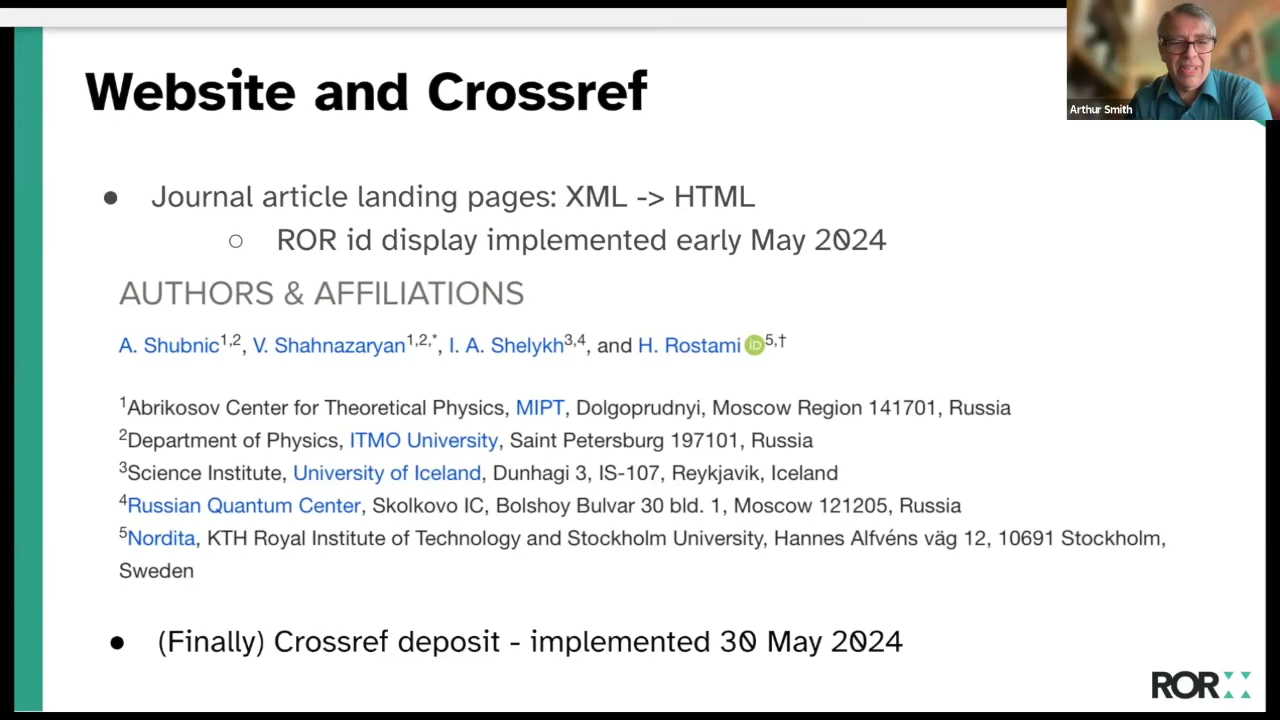 Website and Crossref
Arthur Smith
● Journal article landing pages: XML -> HTML
○ ROR id display implemented early May 2024
AUTHORS & AFFILIATIONS
A. Shubnic1,2, V. Shahnazaryan1,2,*, I. A. Shelykh3,4, and H. Rostami iD 5,†
1Abrikosov Center for Theoretical Physics, MIPT, Dolgoprudnyi, Moscow Region 141701, Russia
2Department of Physics, ITMO University, Saint Petersburg 197101, Russia
3Science Institute, University of Iceland, Dunhagi 3, IS-107, Reykjavik, Iceland
4Russian Quantum Center, Skolkovo IC, Bolshoy Bulvar 30 bld. 1, Moscow 121205, Russia
5Nordita, KTH Royal Institute of Technology and Stockholm University, Hannes Alfvéns väg 12, 10691 Stockholm,
Sweden
● (Finally) Crossref deposit - implemented 30 May 2024
ROR